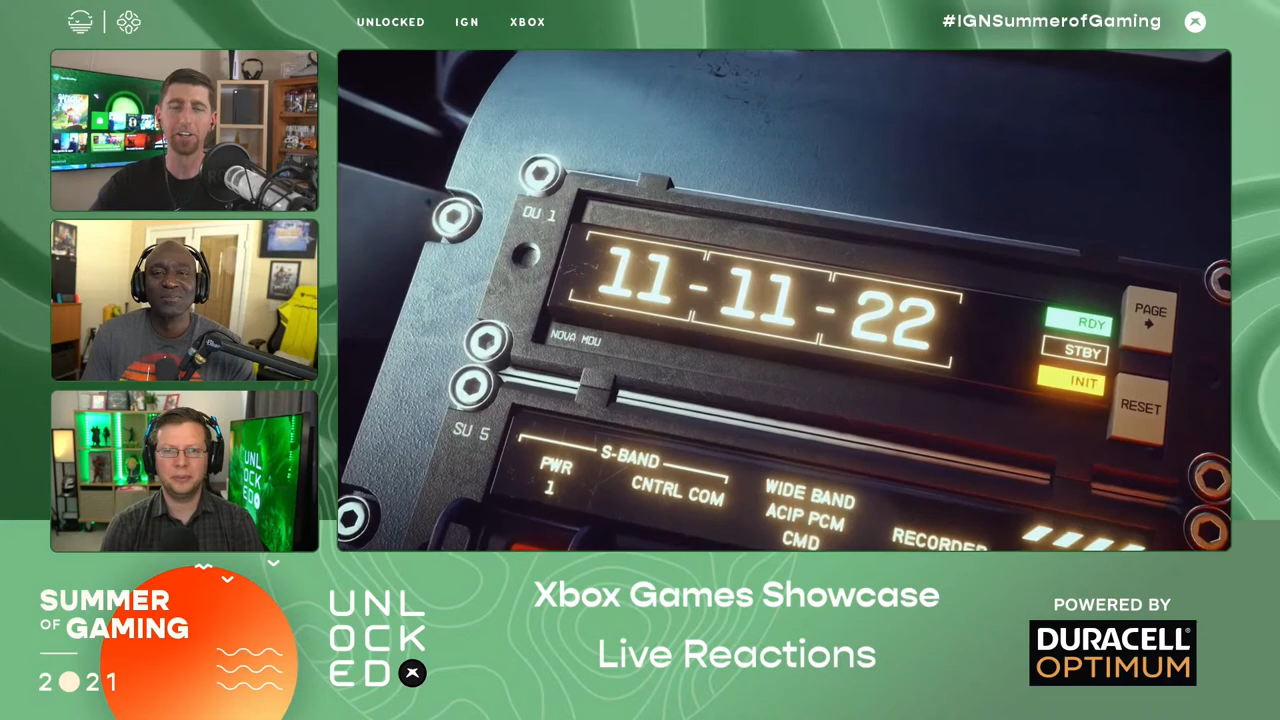 UNLOCKED IGN XBOX
#IGNSummerofGaming
DU 1
11-11-22
RDY
STBY
INIT
PAGE
RESET
NOVA MDU
SU 5
S-BAND
PWR
1
CNTRL COM
WIDE BAND
ACIP PCM
CMD
RECORDER
UNL
OCK
ED
SUMMER
OF GAMING
2021
UNL
OCK
ED
Xbox Games Showcase
Live Reactions
POWERED BY
DURACELL®
OPTIMUM